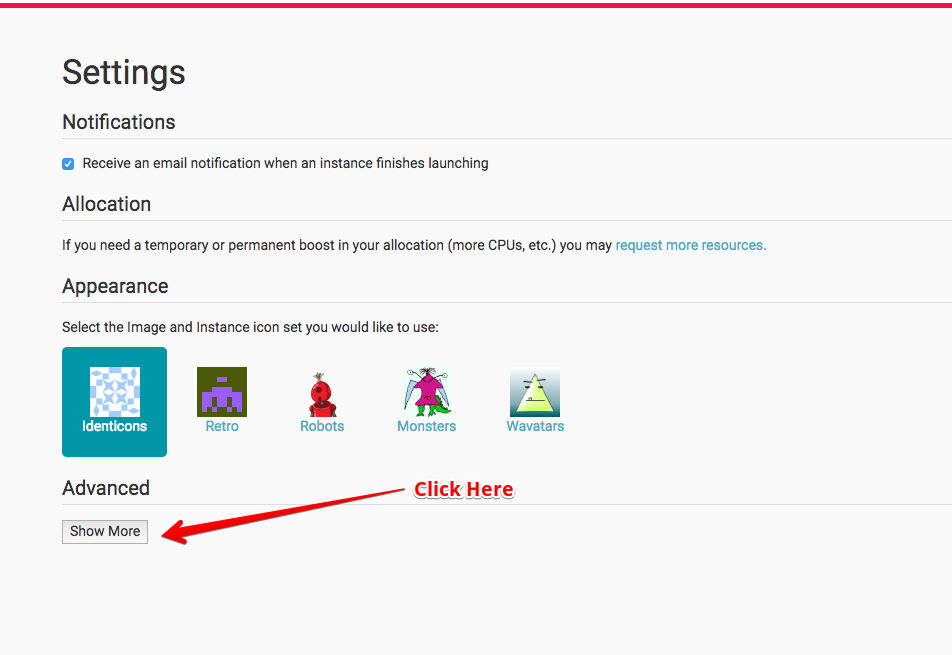 Settings
Notifications
Receive an email notification when an instance finishes launching
Allocation
If you need a temporary or permanent boost in your allocation (more CPUs, etc.) you may request more resources.
Appearance
Select the Image and Instance icon set you would like to use:
Identicons
Retro
Robots
Monsters
Wavatars
Advanced
Click Here
Show More